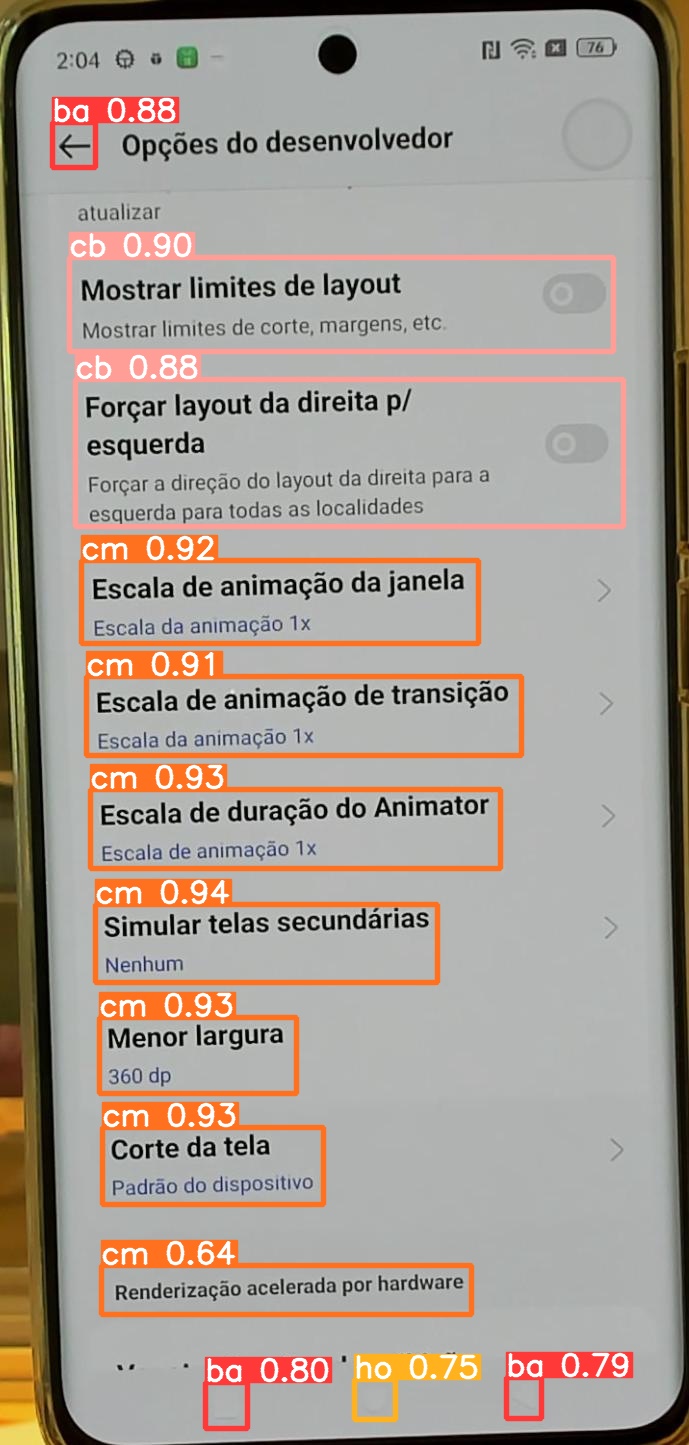 2:04
76
ba 0.88
Opções do desenvolvedor
atualizar
cb 0.90
Mostrar limites de layout
Mostrar limites de corte, margens, etc.
cb 0.88
Forçar layout da direita p/
esquerda
Forçar a direção do layout da direita para a
esquerda para todas as localidades
cm 0.92
Escala de animação da janela
Escala da animação 1x
cm 0.91
Escala de animação de transição
Escala da animação 1x
cm 0.93
Escala de duração do Animator
Escala de animação 1x
cm 0.94
Simular telas secundárias
Nenhum
cm 0.93
Menor largura
360 dp
cm 0.93
Corte da tela
Padrão do dispositivo
cm 0.64
Renderização acelerada por hardware
ba 0.80
ho 0.75
ba 0.79